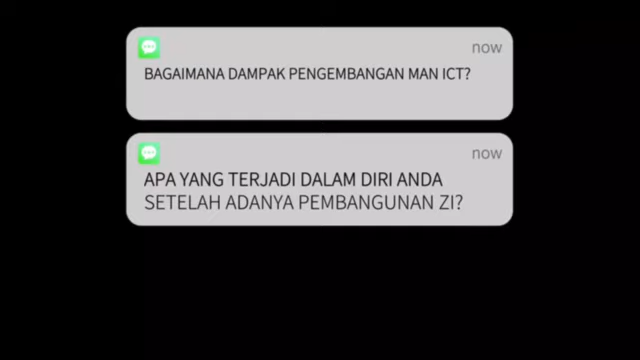 now
BAGAIMANA DAMPAK PENGEMBANGAN MAN ICT?
now
APA YANG TERJADI DALAM DIRI ANDA
SETELAH ADANYA PEMBANGUNAN ZI?